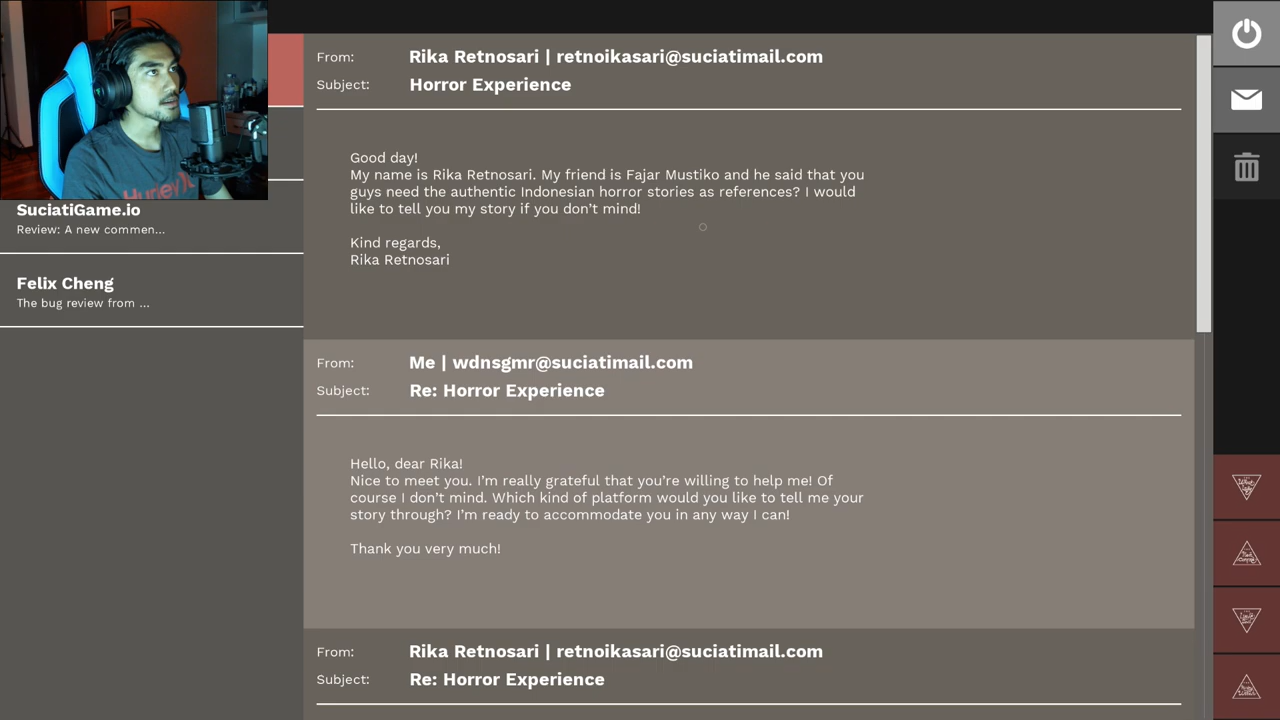 From: Rika Retnosari | retnoikasari@suciatimail.com
Subject: Horror Experience
Good day!
My name is Rika Retnosari. My friend is Fajar Mustiko and he said that you
guys need the authentic Indonesian horror stories as references? I would
like to tell you my story if you don't mind!
Kind regards,
Rika Retnosari
SuciatiGame.io
Review: A new commen...
Felix Cheng
The bug review from ...
From: Me | wdnsgmr@suciatimail.com
Subject: Re: Horror Experience
Hello, dear Rika!
Nice to meet you. I'm really grateful that you're willing to help me! Of
course I don't mind. Which kind of platform would you like to tell me your
story through? I'm ready to accommodate you in any way I can!
Thank you very much!
From: Rika Retnosari | retnoikasari@suciatimail.com
Subject: Re: Horror Experience